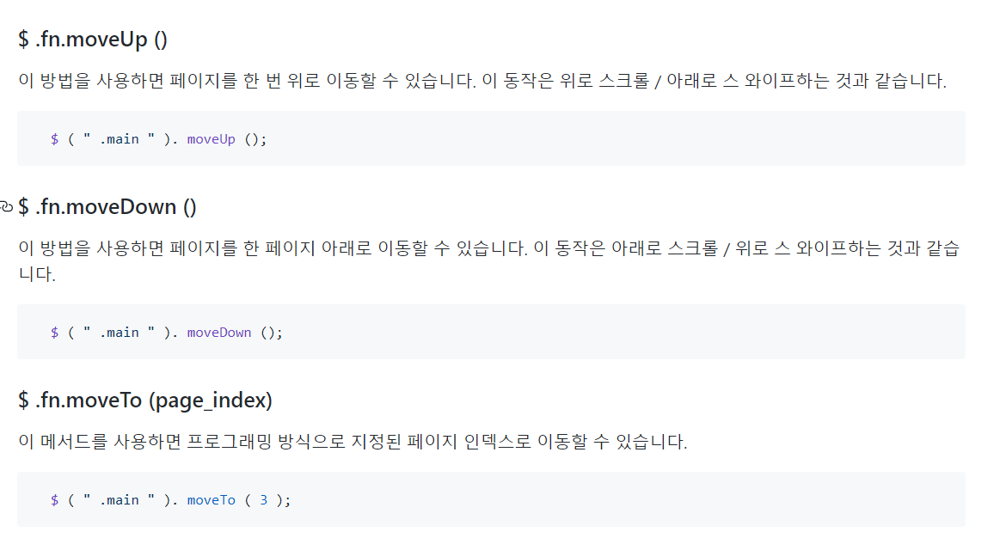 $ .fn.moveUp ()
이 방법을 사용하면 페이지를 한 번 위로 이동할 수 있습니다. 이 동작은 위로 스크롤 / 아래로 스 와이프하는 것과 같습니다.
$ ( " .main " ). moveUp ();
$ .fn.moveDown ()
이 방법을 사용하면 페이지를 한 페이지 아래로 이동할 수 있습니다. 이 동작은 아래로 스크롤 / 위로 스 와이프하는 것과 같습
니다.
$ ( " .main " ). moveDown ();
$ .fn.moveTo (page_index)
이 메서드를 사용하면 프로그래밍 방식으로 지정된 페이지 인덱스로 이동할 수 있습니다.
$ ( " .main " ). moveTo ( 3 );